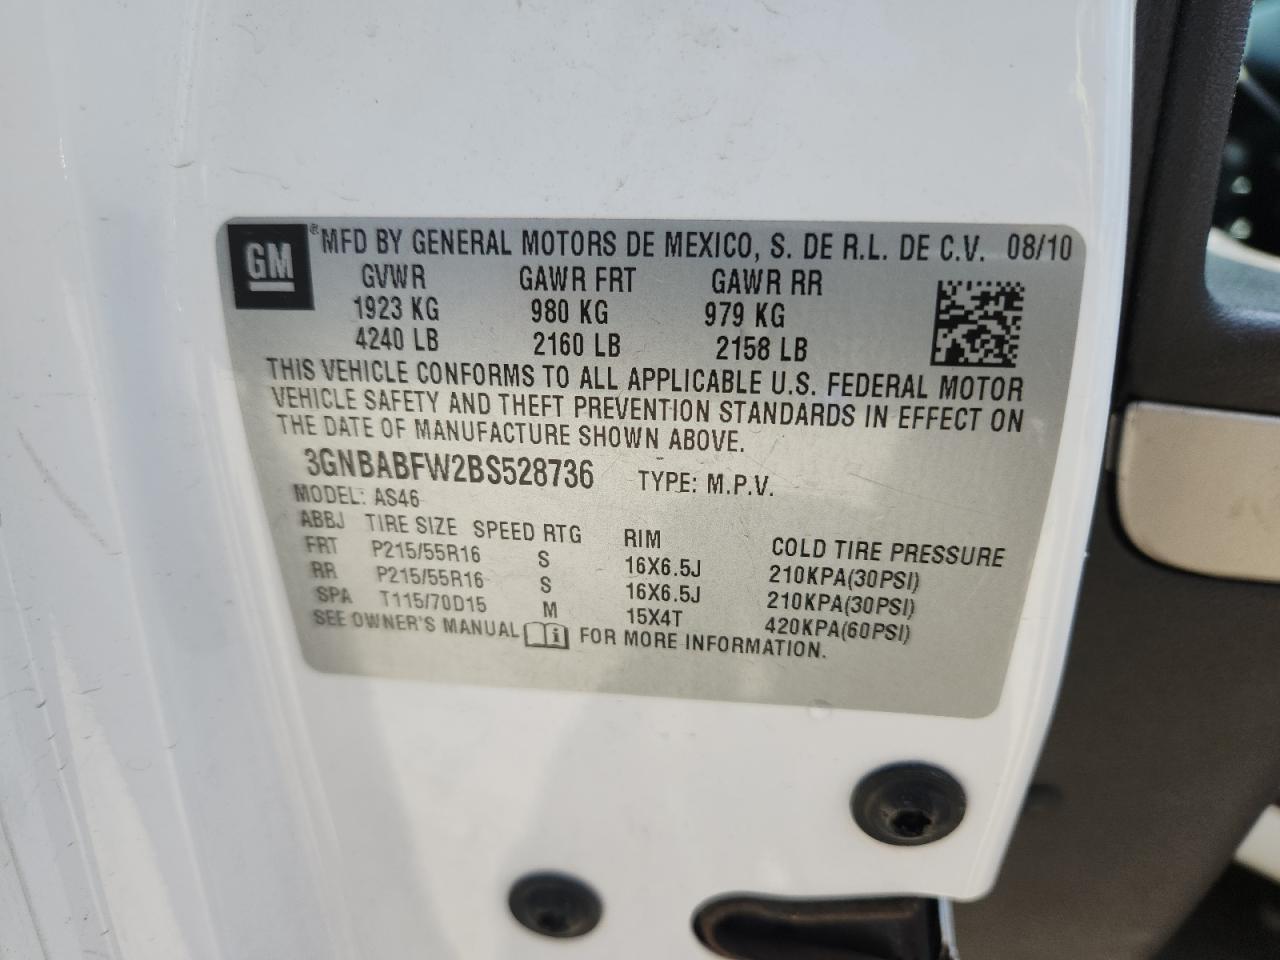 GM ® MFD BY GENERAL MOTORS DE MEXICO, S. DE R.L. DE C.V. 08/10
GVWR GAWR FRT GAWR RR
1923 KG 980 KG 979 KG
4240 LB 2160 LB 2158 LB
THIS VEHICLE CONFORMS TO ALL APPLICABLE U.S. FEDERAL MOTOR
VEHICLE SAFETY AND THEFT PREVENTION STANDARDS IN EFFECT ON
THE DATE OF MANUFACTURE SHOWN ABOVE.
3GNBABFW2BS528736 TYPE: M.P.V.
MODEL: AS46
ABBJ TIRE SIZE SPEED RTG RIM COLD TIRE PRESSURE
FRT P215/55R16 S 16X6.5J 210KPA(30PSI)
RR P215/55R16 S 16X6.5J 210KPA(30PSI)
SPA T115/70D15 M 15X4T 420KPA(60PSI)
SEE OWNER'S MANUAL i FOR MORE INFORMATION.